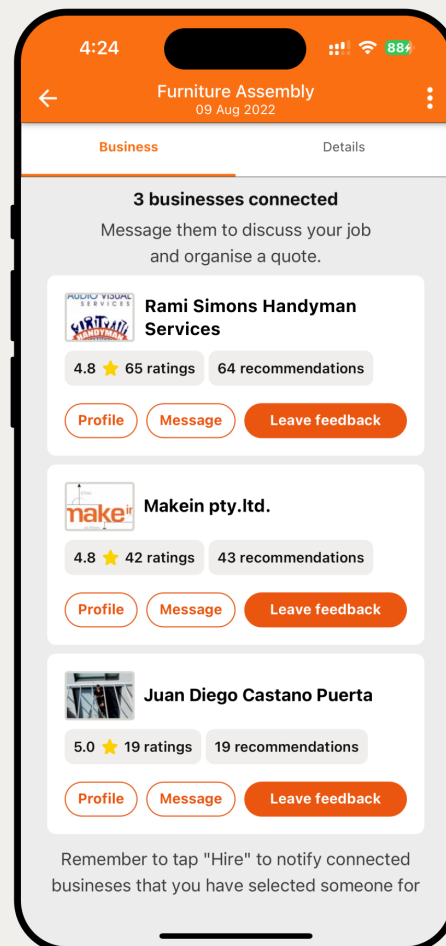 4:24
88
Furniture Assembly
09 Aug 2022
Business
Details
3 businesses connected
Message them to discuss your job
and organise a quote.
AUDIO VISUAL
SERVICES
HANDYMAN
Rami Simons Handyman
Services
4.8 65 ratings
64 recommendations
Profile
Message
Leave feedback
make
Makein pty.ltd.
4.8 42 ratings
43 recommendations
Profile
Message
Leave feedback
Juan Diego Castano Puerta
5.0 19 ratings
19 recommendations
Profile
Message
Leave feedback
Remember to tap "Hire" to notify connected
busineses that you have selected someone for